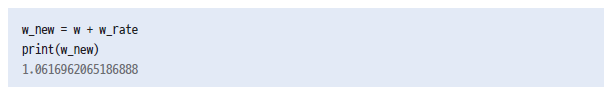 w_new = w + w_rate
print(w_new)
1.0616962065186888